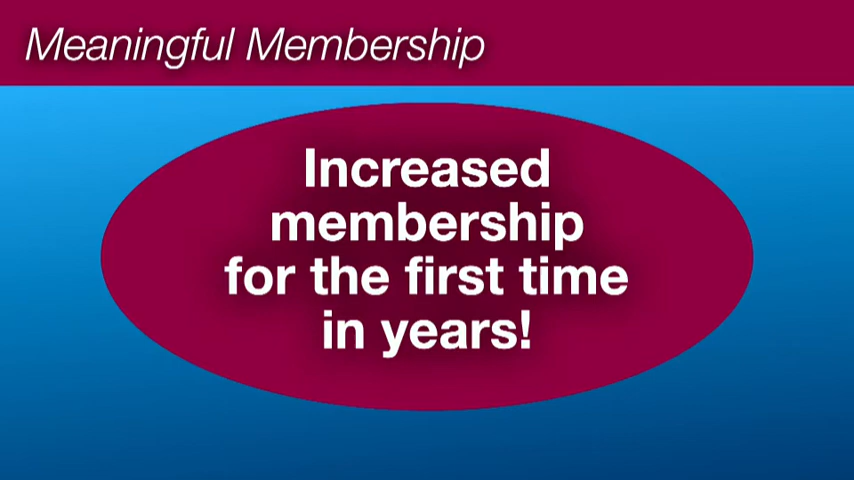 Meaningful Membership
Increased
membership
for the first time
in years!